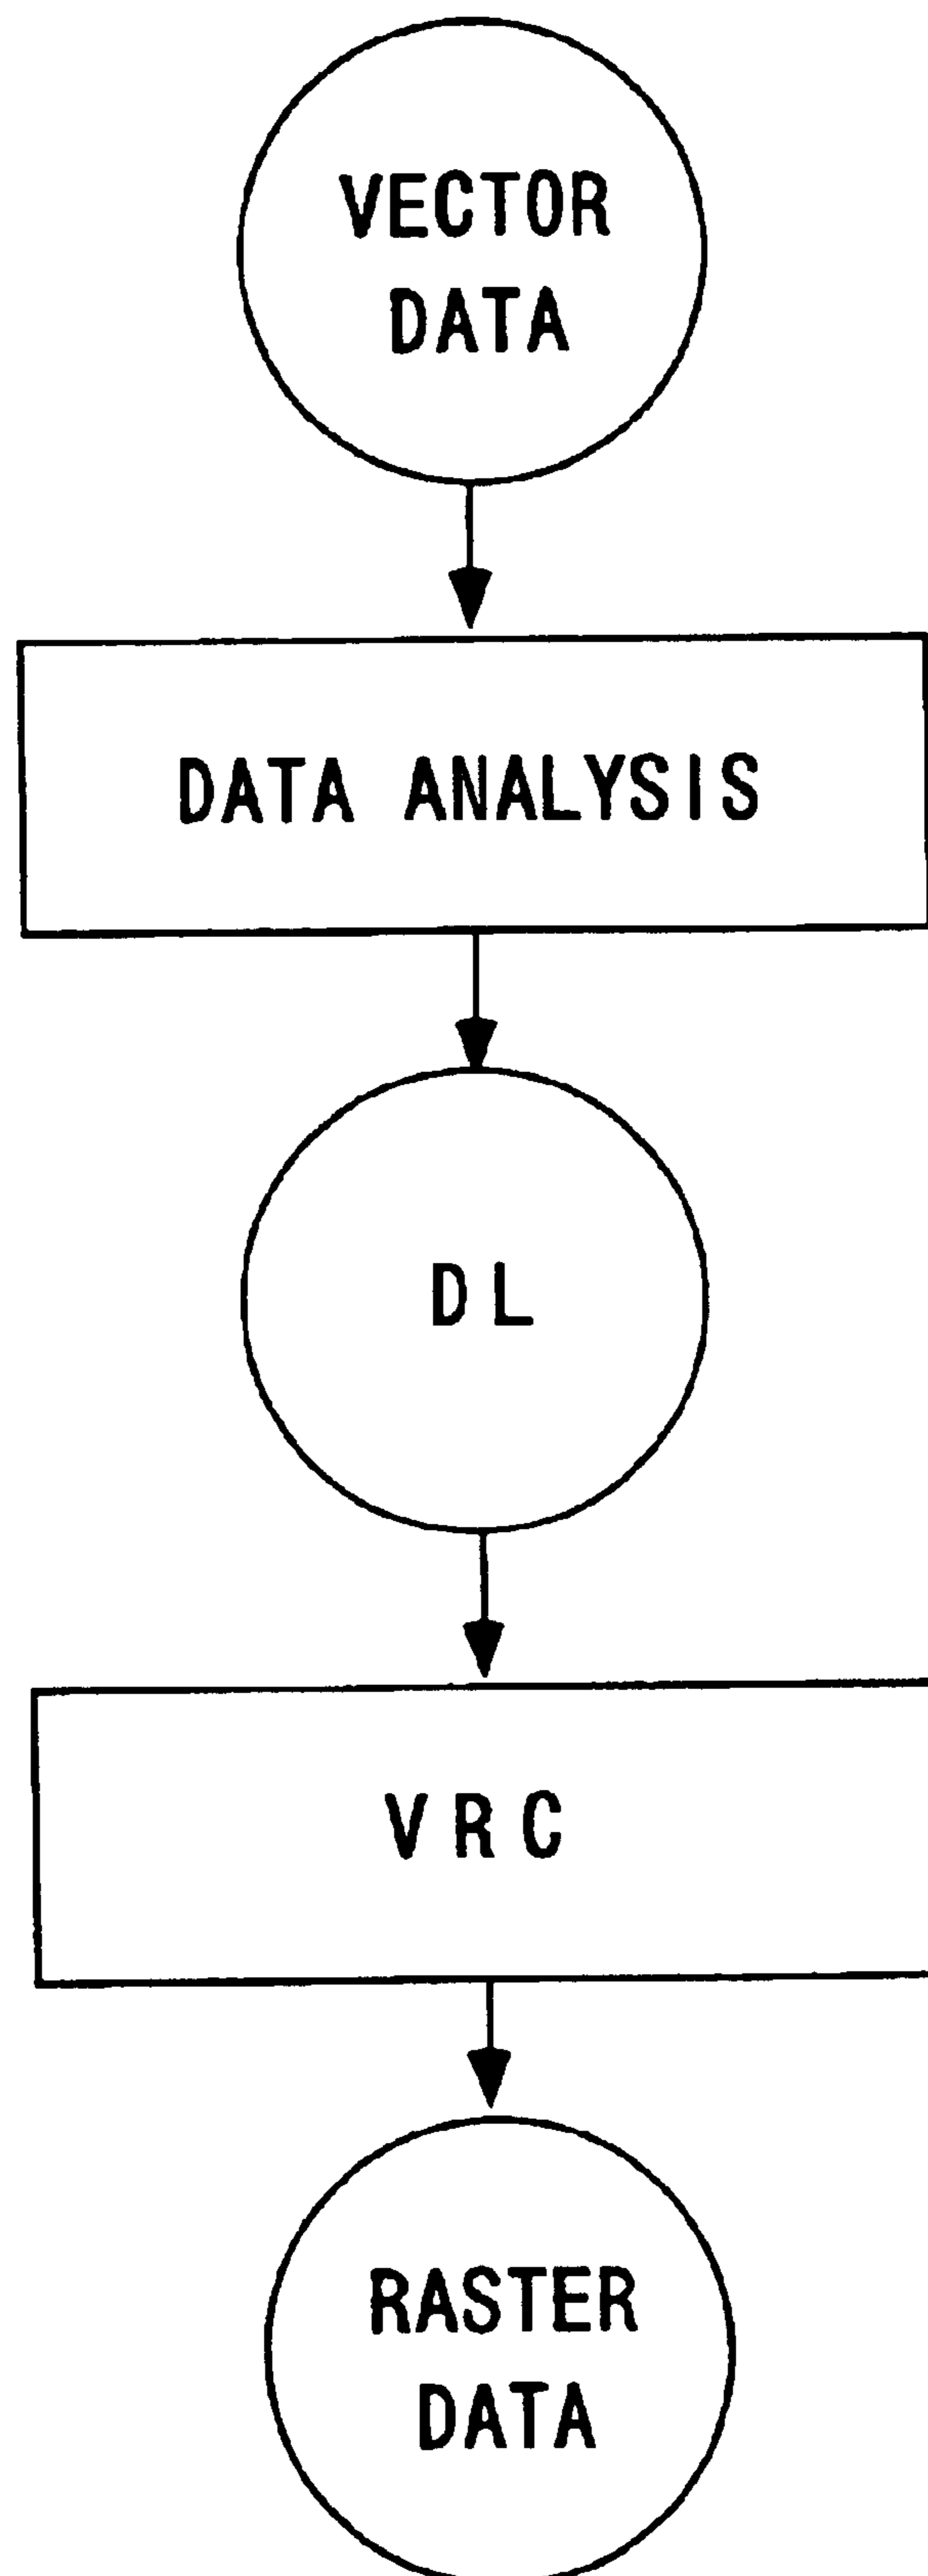 VECTOR
DATA
DATA ANALYSIS
DL
VRC
RASTER
DATA